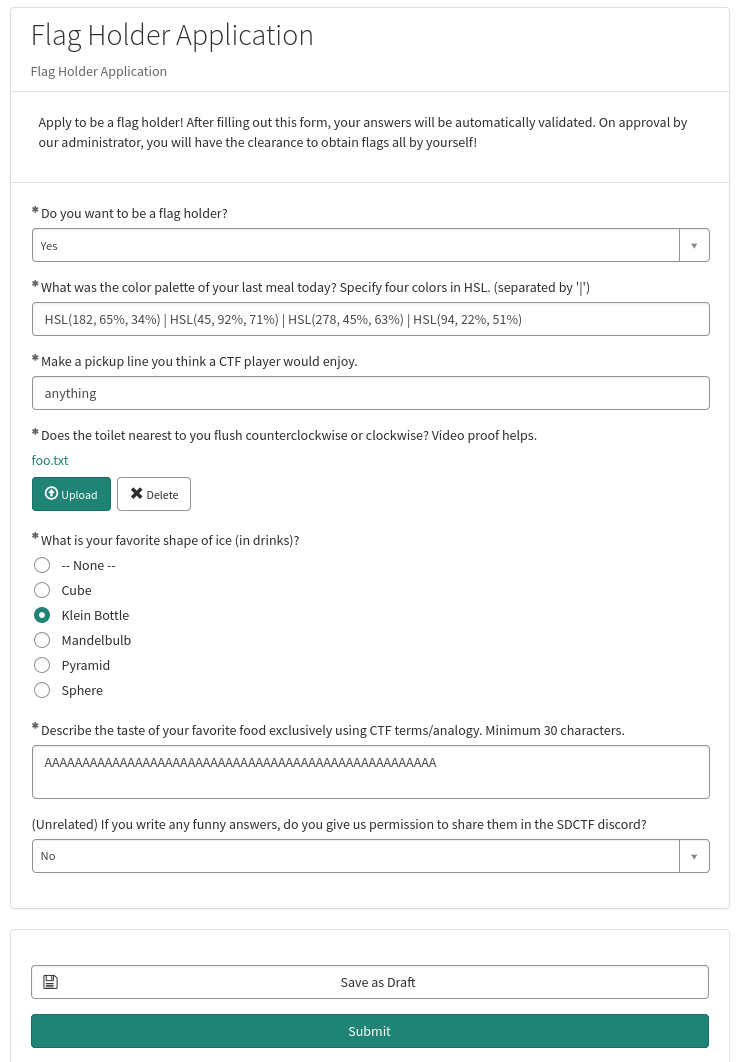 Flag Holder Application
Flag Holder Application
Apply to be a flag holder! After filling out this form, your answers will be automatically validated. On approval by
our administrator, you will have the clearance to obtain flags all by yourself!
* Do you want to be a flag holder?
Yes
* What was the color palette of your last meal today? Specify four colors in HSL. (separated by '|')
HSL(182, 65%, 34%) | HSL(45, 92%, 71%) | HSL(278, 45%, 63%) | HSL(94, 22%, 51%)
* Make a pickup line you think a CTF player would enjoy.
anything
* Does the toilet nearest to you flush counterclockwise or clockwise? Video proof helps.
foo.txt
Upload Delete
* What is your favorite shape of ice (in drinks)?
-- None --
Cube
Klein Bottle
Mandelbulb
Pyramid
Sphere
* Describe the taste of your favorite food exclusively using CTF terms/analogy. Minimum 30 characters.
AAAAAAAAAAAAAAAAAAAAAAAAAAAAAAAAAAAAAAAAAAAAAAAAAAAA
(Unrelated) If you write any funny answers, do you give us permission to share them in the SDCTF discord?
No
Save as Draft
Submit